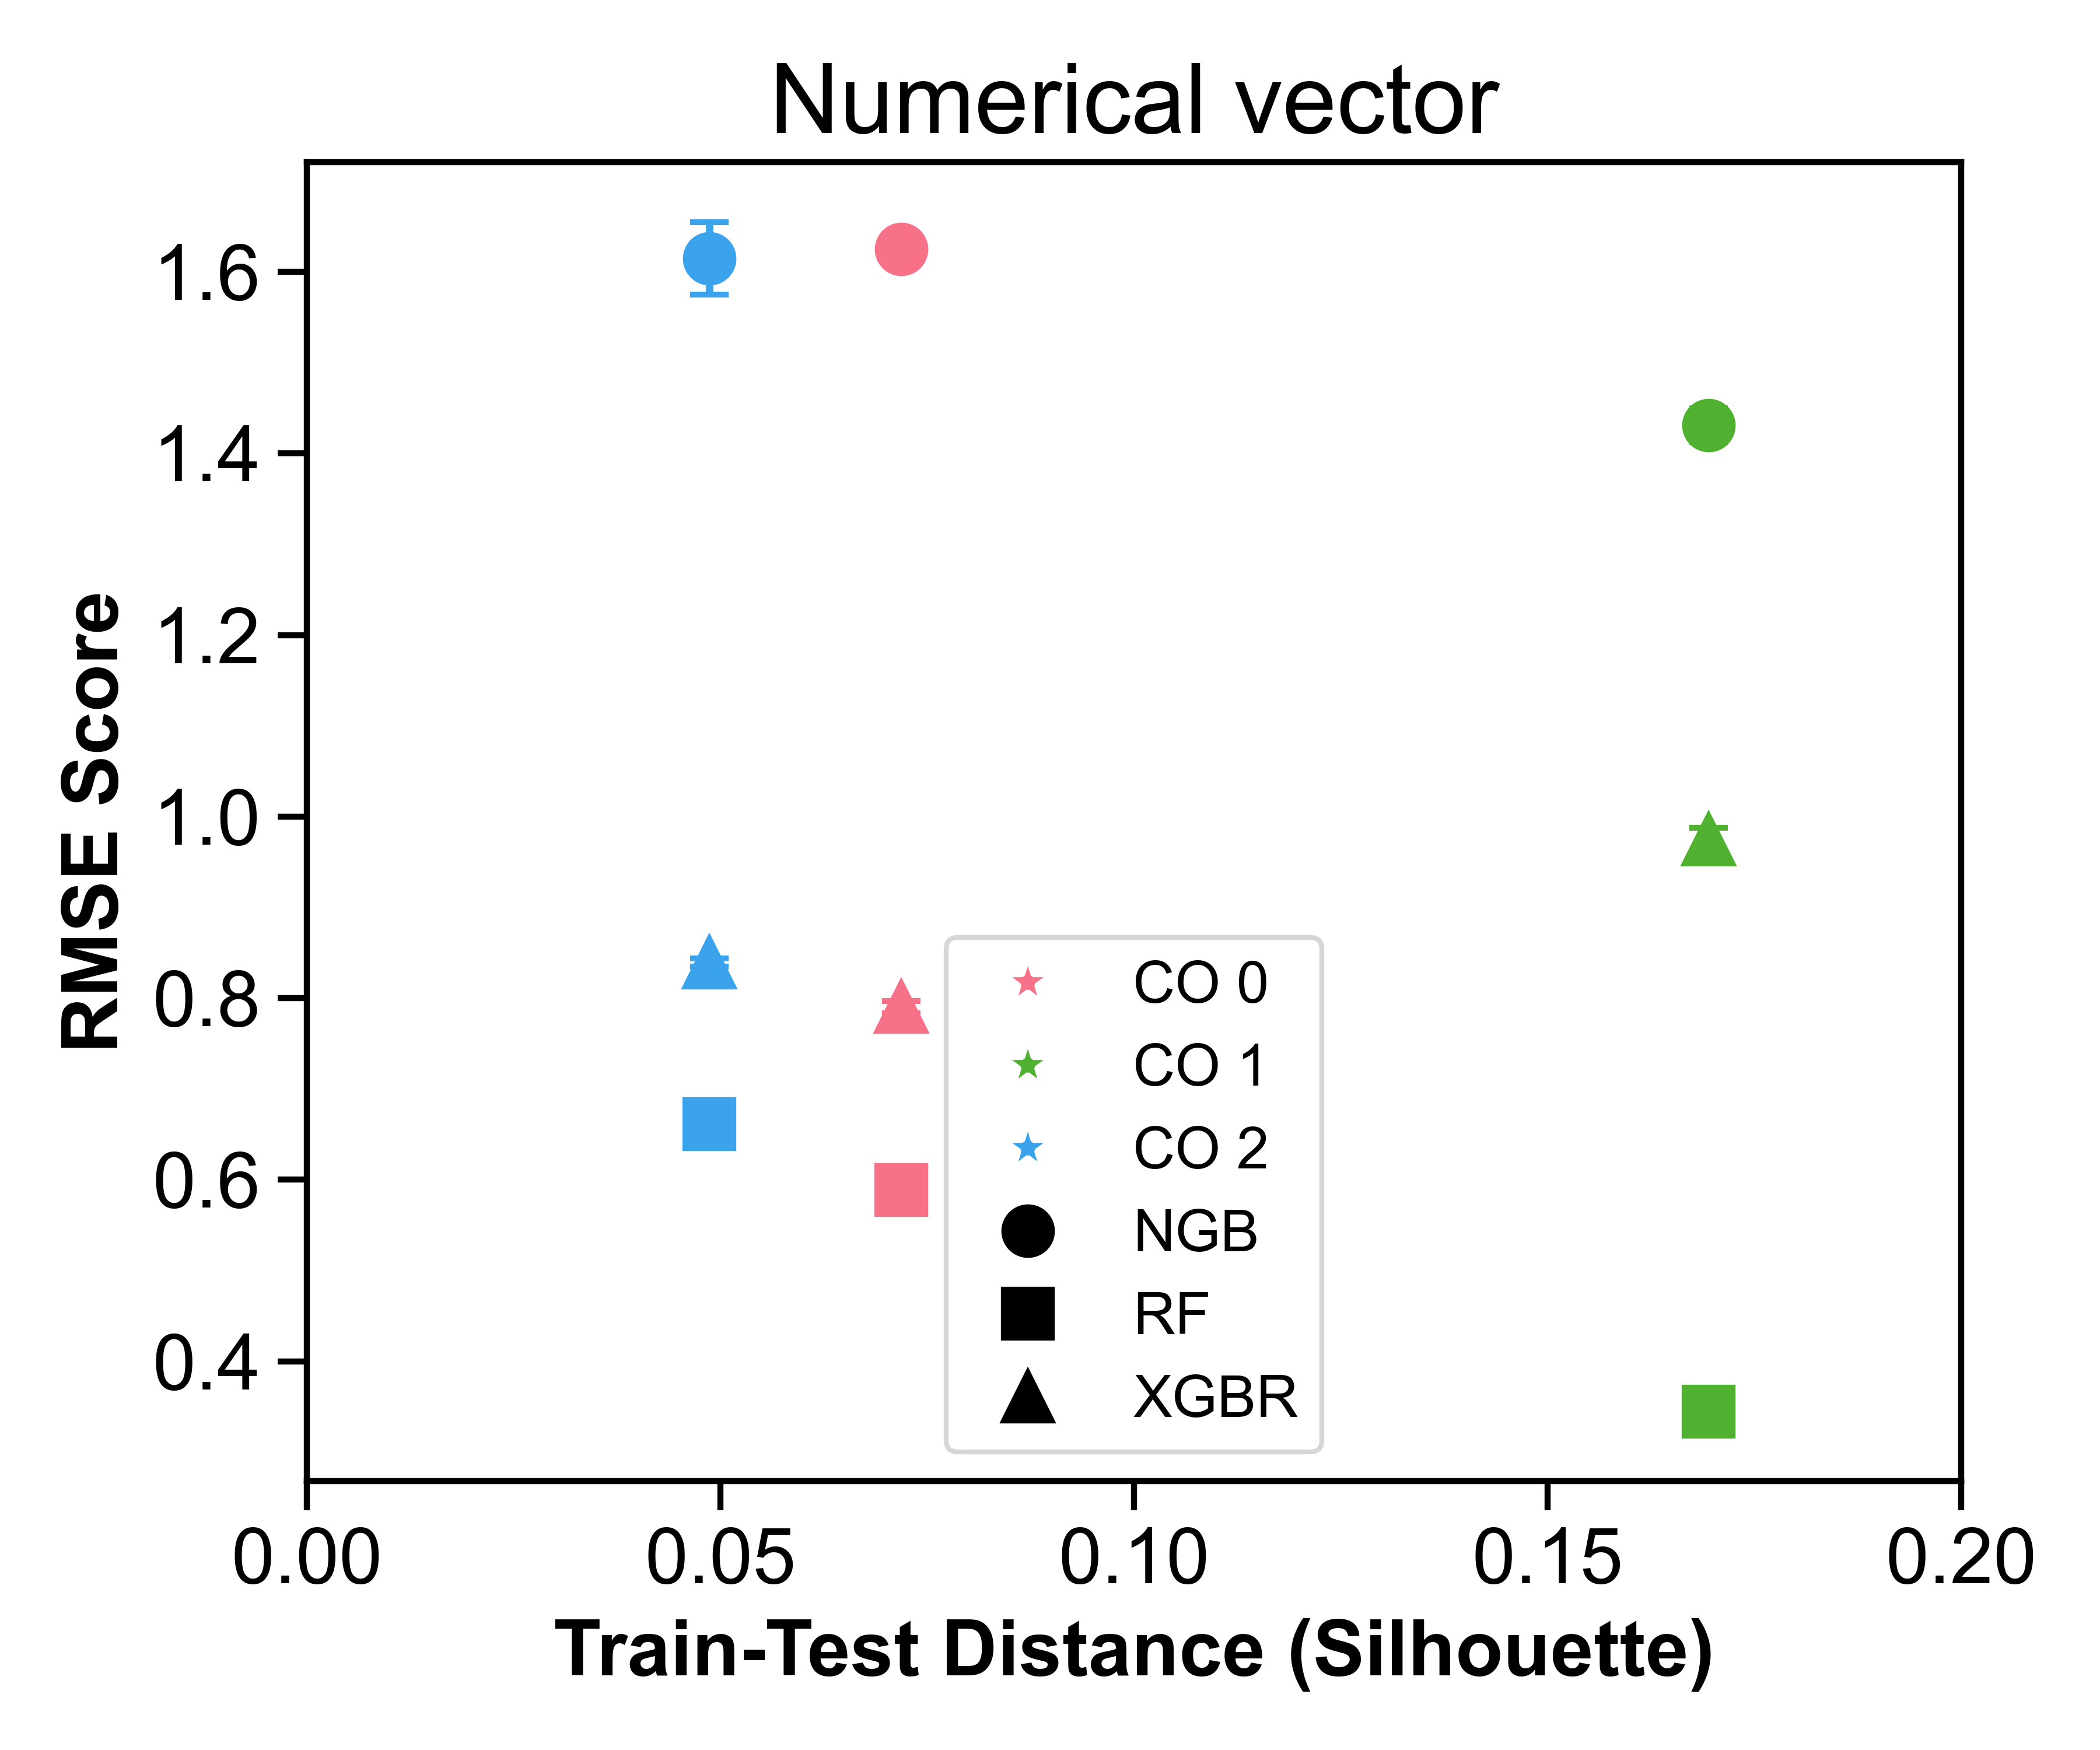 Numerical vector
RMSE Score
1.6
1.4
1.2
1.0
0.8
0.6
0.4
CO 0
CO 1
CO 2
NGB
RF
XGBR
0.00 0.05 0.10 0.15 0.20
Train-Test Distance (Silhouette)